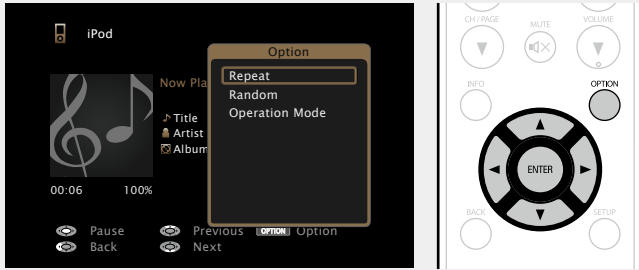 iPod
Option
Repeat
Random
Operation Mode
Now Pla
Title
Artist
Album
00:06 100%
Pause Previous OPTION Option
Back Next
CH / PAGE MUTE VOLUME
INFO OPTION
ENTER
BACK SETUP